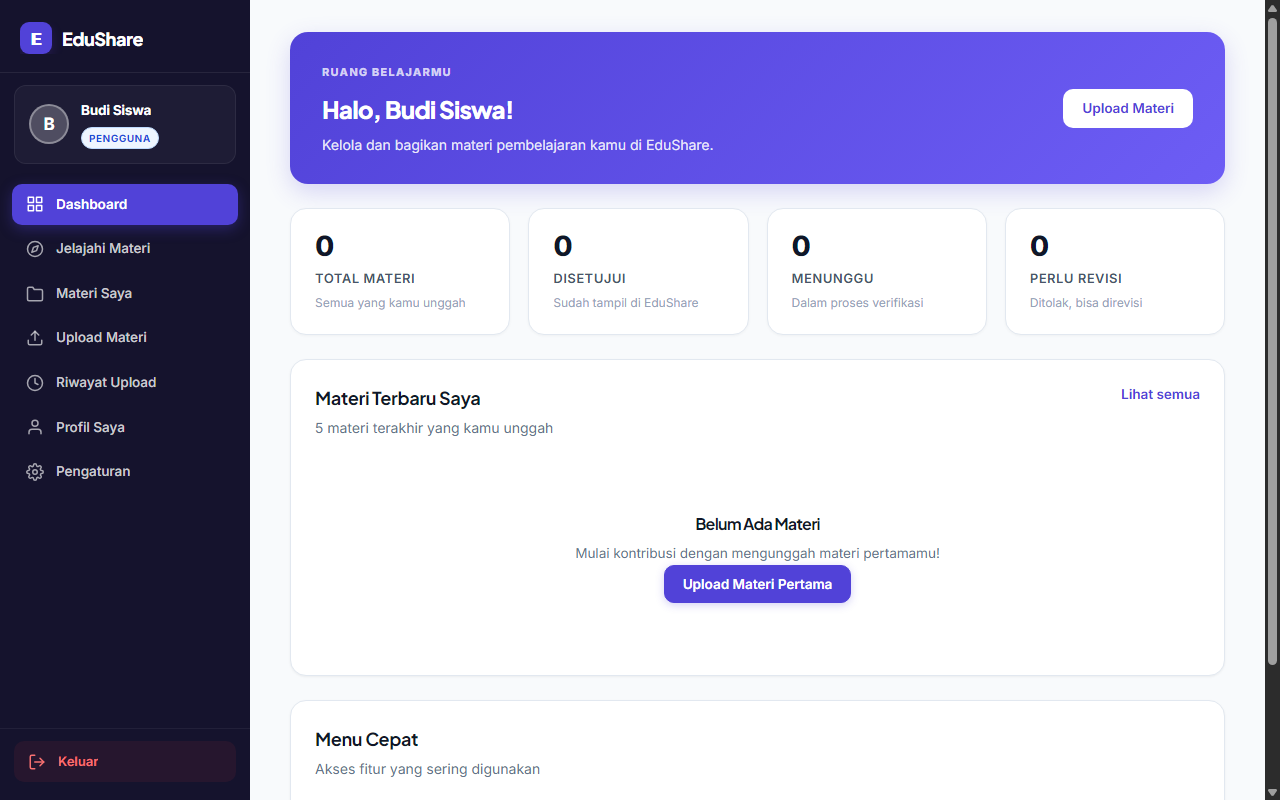 E EduShare
B
Budi Siswa
PENGGUNA
Dashboard
Jelajahi Materi
Materi Saya
Upload Materi
Riwayat Upload
Profil Saya
Pengaturan
Keluar
RUANG BELAJARMU
Halo, Budi Siswa!
Kelola dan bagikan materi pembelajaran kamu di EduShare.
Upload Materi
0
TOTAL MATERI
Semua yang kamu unggah
0
DISETUJUI
Sudah tampil di EduShare
0
MENUNGGU
Dalam proses verifikasi
0
PERLU REVISI
Ditolak, bisa direvisi
Materi Terbaru Saya
Lihat semua
5 materi terakhir yang kamu unggah
Belum Ada Materi
Mulai kontribusi dengan mengunggah materi pertamamu!
Upload Materi Pertama
Menu Cepat
Akses fitur yang sering digunakan